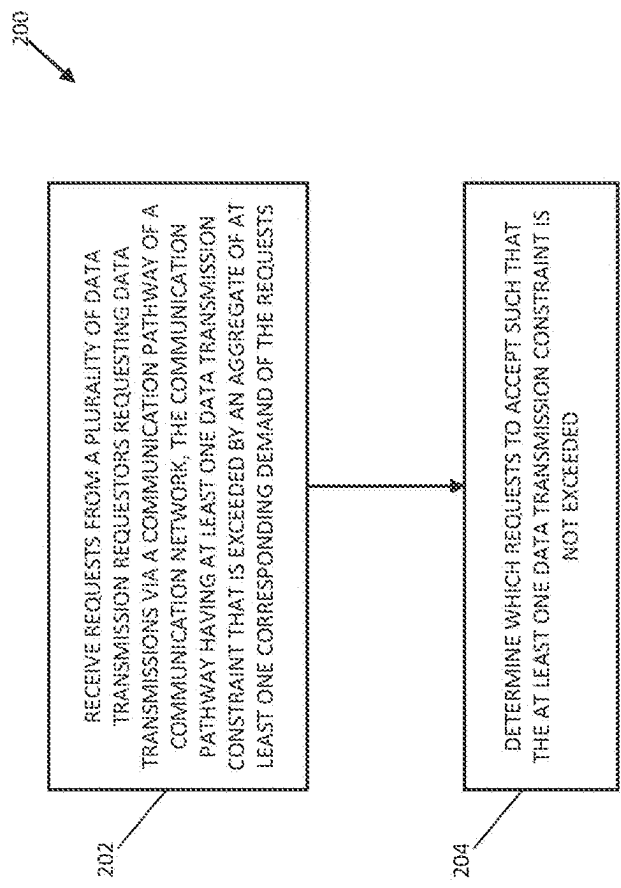 200
RECEIVE REQUESTS FROM A PLURALITY OF DATA
TRANSMISSION REQUESTORS REQUESTING DATA
TRANSMISSIONS VIA A COMMUNICATION PATHWAY OF A
COMMUNICATION NETWORK, THE COMMUNICATION
PATHWAY HAVING AT LEAST ONE DATA TRANSMISSION
CONSTRAINT THAT IS EXCEEDED BY AN AGGREGATE OF AT
LEAST ONE CORRESPONDING DEMAND OF THE REQUESTS
202
DETERMINE WHICH REQUESTS TO ACCEPT SUCH THAT
THE AT LEAST ONE DATA TRANSMISSION CONSTRAINT IS
NOT EXCEEDED
204